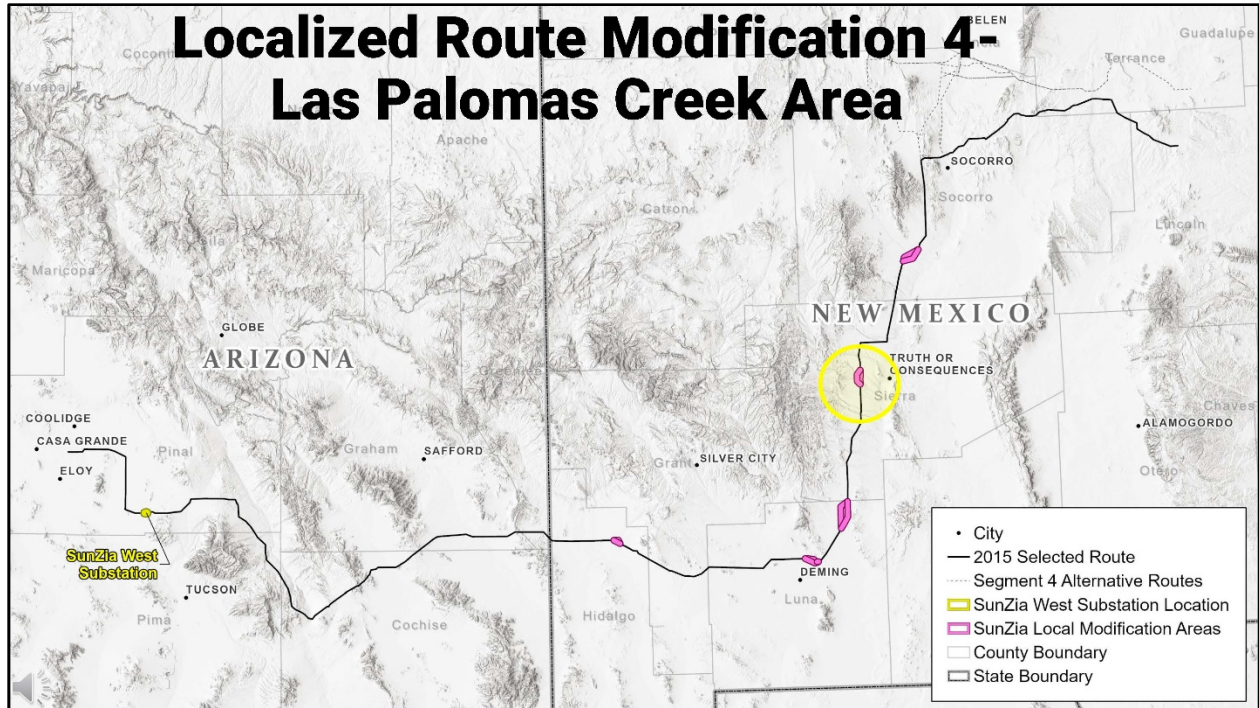 Localized Route Modification 4-
Las Palomas Creek Area
BELEN
Guadalupe
Torrance
Yavapai
Apache
SOCORRO
Socorro
Catron
Lincoln
Gila
Maricopa
NEW MEXICO
GLOBE
ARIZONA
Greenlee
TRUTH OR
CONSEQUENCES
Sierra
Chaves
COOLIDGE
CASA GRANDE
Pinal
Graham
SAFFORD
Grant
SILVER CITY
ALAMOGORDO
Otero
ELOY
SunZia West
Substation
TUCSON
Pima
Cochise
Hidalgo
DEMING
Luna
City
2015 Selected Route
Segment 4 Alternative Routes
SunZia West Substation Location
SunZia Local Modification Areas
County Boundary
State Boundary